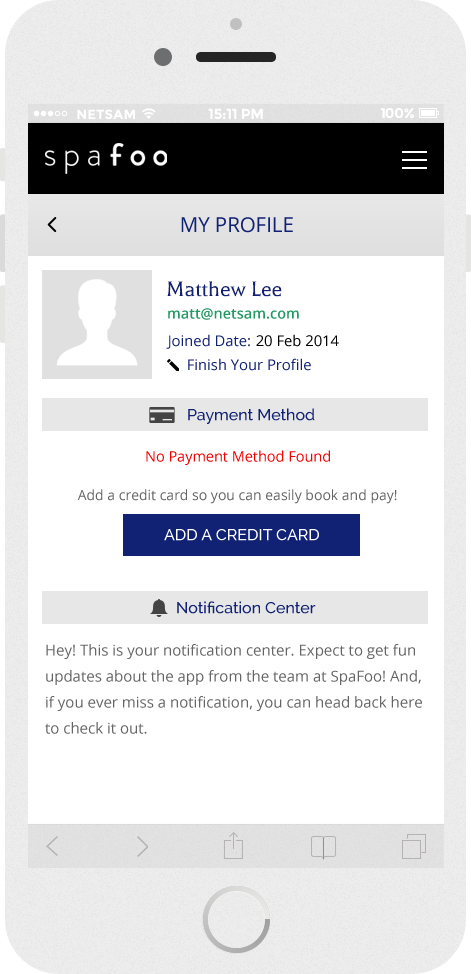 NETSAM 15:11 PM 100%
spafoo
MY PROFILE
Matthew Lee
matt@netsam.com
Joined Date: 20 Feb 2014
Finish Your Profile
Payment Method
No Payment Method Found
Add a credit card so you can easily book and pay!
ADD A CREDIT CARD
Notification Center
Hey! This is your notification center. Expect to get fun
updates about the app from the team at SpaFoo! And,
if you ever miss a notification, you can head back here
to check it out.